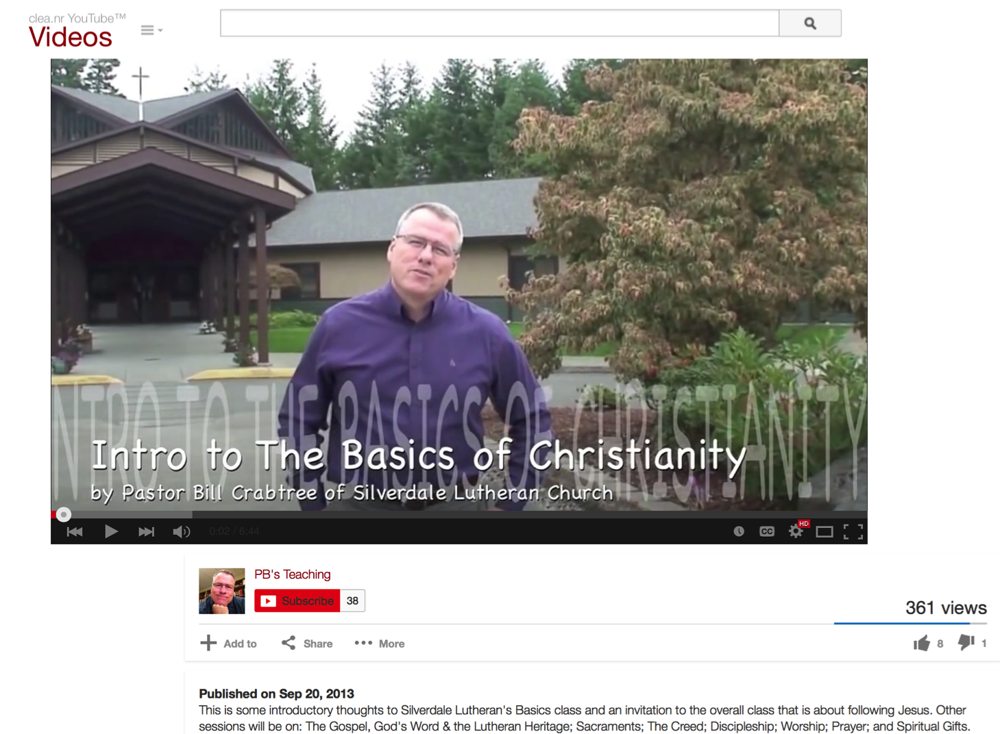 clea.nr YouTube™
Videos
INTRO TO THE BASICS OF CHRISTIANITY
Intro to The Basics of Christianity
by Pastor Bill Crabtree of Silverdale Lutheran Church
0:02 / 6:44
CC
HD
PB's Teaching
Subscribe 38
361 views
Add to Share More 8 1
Published on Sep 20, 2013
This is some introductory thoughts to Silverdale Lutheran's Basics class and an invitation to the overall class that is about following Jesus. Other
sessions will be on: The Gospel, God's Word & the Lutheran Heritage; Sacraments; The Creed; Discipleship; Worship; Prayer; and Spiritual Gifts.